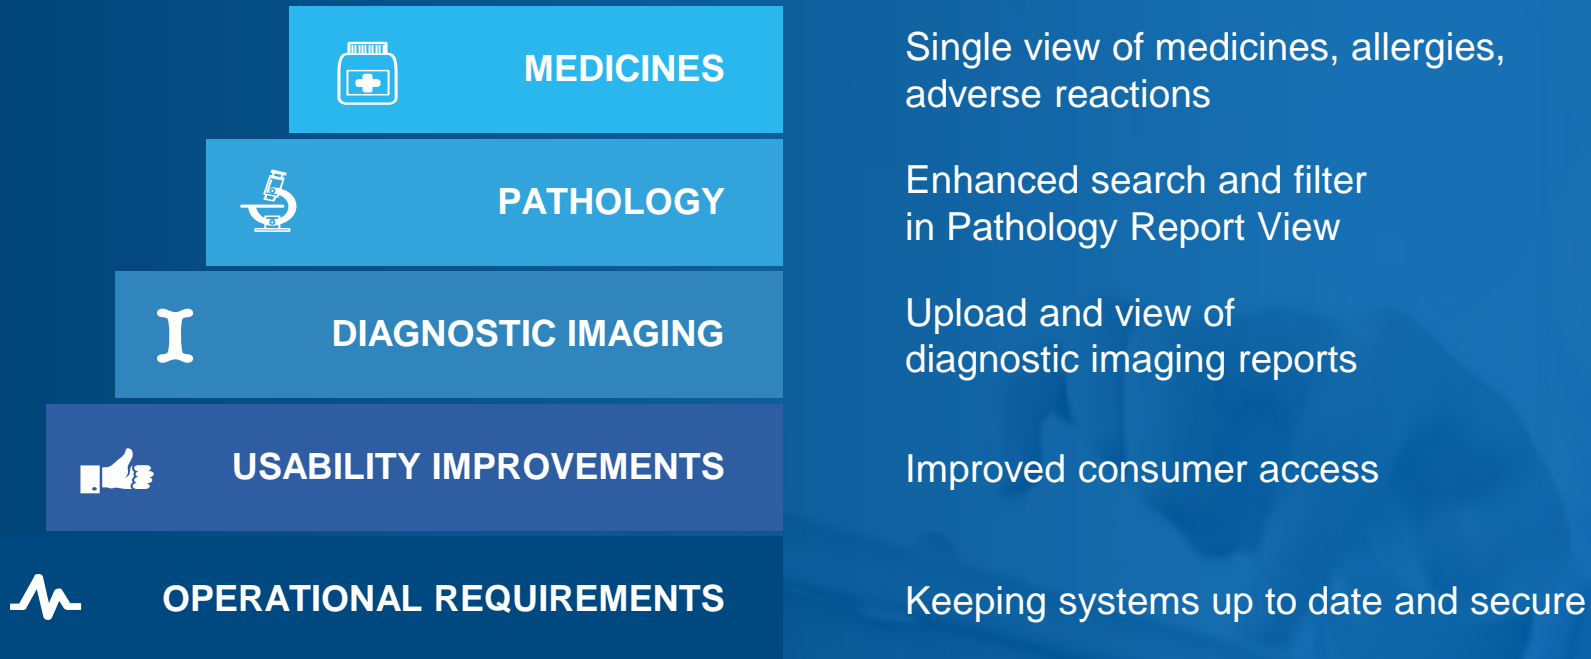 MEDICINES
Single view of medicines, allergies,
adverse reactions
PATHOLOGY
Enhanced search and filter
in Pathology Report View
DIAGNOSTIC IMAGING
Upload and view of
diagnostic imaging reports
USABILITY IMPROVEMENTS
Improved consumer access
OPERATIONAL REQUIREMENTS
Keeping systems up to date and secure